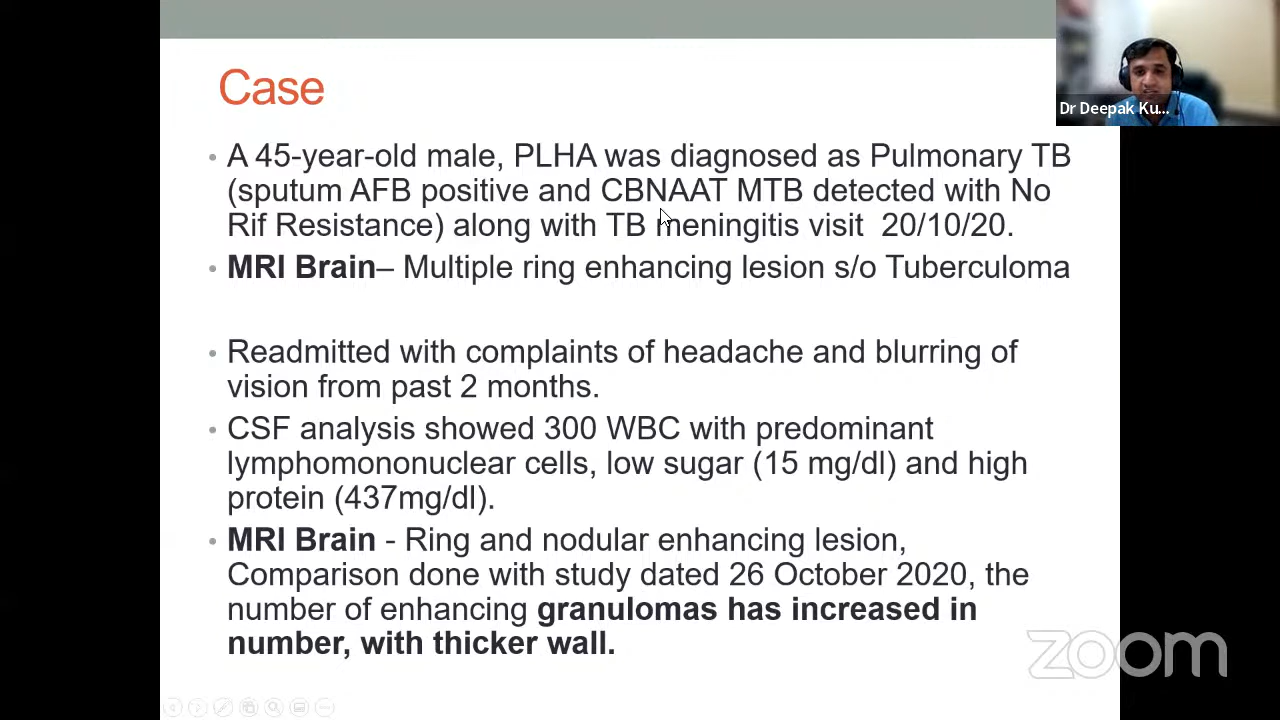 Case
Dr Deepak Ku...
• A 45-year-old male, PLHA was diagnosed as Pulmonary TB
(sputum AFB positive and CBNAAT MTB detected with No
Rif Resistance) along with TB meningitis visit 20/10/20.
• MRI Brain– Multiple ring enhancing lesion s/o Tuberculoma
• Readmitted with complaints of headache and blurring of
vision from past 2 months.
• CSF analysis showed 300 WBC with predominant
lymphomononuclear cells, low sugar (15 mg/dl) and high
protein (437mg/dl).
• MRI Brain - Ring and nodular enhancing lesion,
Comparison done with study dated 26 October 2020, the
number of enhancing granulomas has increased in
number, with thicker wall.
zoom